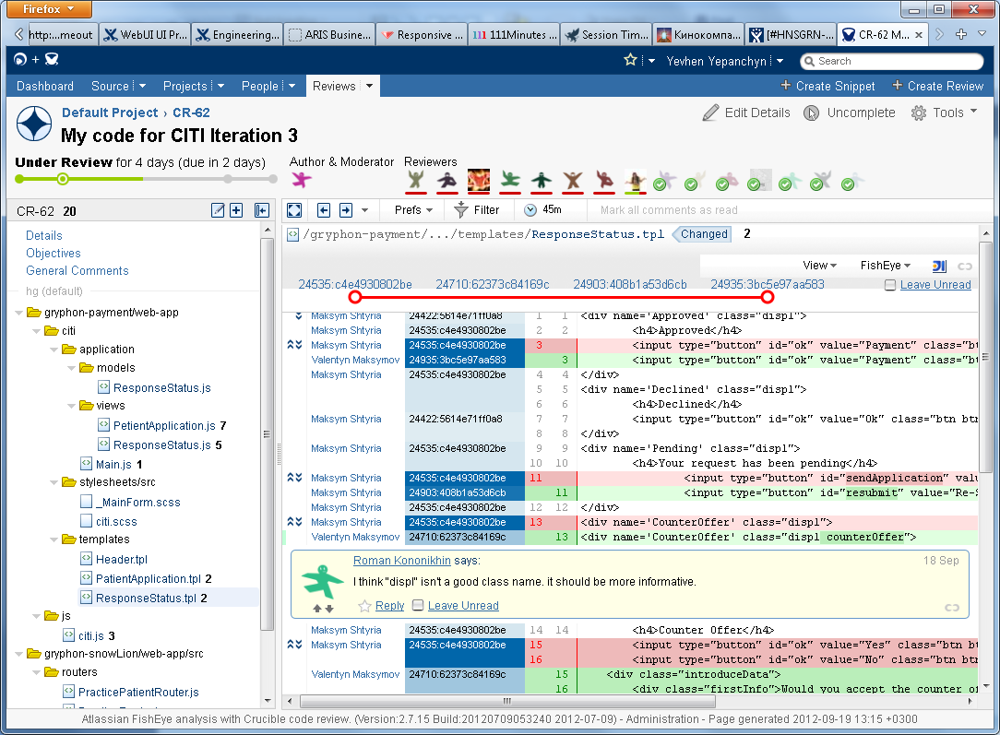 Firefox
http:...meout
WebUI UI Pr...
Engineering...
ARIS Busine...
Responsive ...
111Minutes ...
Session Tim...
Кинокомпа...
[#HNSGRN-...
CR-62 M...
Yevhen Yepanchyn
Search
Dashboard Source Projects People Reviews
+ Create Snippet + Create Review
Default Project › CR-62
Edit Details Uncomplete Tools
My code for CITI Iteration 3
Under Review for 4 days (due in 2 days)
Author & Moderator Reviewers
CR-62 20
Prefs Filter 45m Mark all comments as read
Details
Objectives
General Comments
hg (default)
gryphon-payment/web-app
citi
application
models
ResponseStatus.js
views
PetientApplication.js 7
ResponseStatus.js 5
Main.js 1
stylesheets/src
_MainForm.scss
citi.scss
templates
Header.tpl
PatientApplication.tpl 2
ResponseStatus.tpl 2
js
citi.js 3
gryphon-snowLion/web-app/src
routers
PracticePatientRouter.js
/gryphon-payment/.../templates/ResponseStatus.tpl Changed 2
View FishEye
24535:c4e4930802be 24710:62373c84169c 24903:408b1a53d6cb 24935:3bc5e97aa583 Leave Unread
Maksym Shtyria 24422:5614e71ff0a8 1 1 <div name='Approved' class="displ">
Maksym Shtyria 24535:c4e4930802be 2 2 <h4>Approved</h4>
Maksym Shtyria 24535:c4e4930802be 3 <input type="button" id="ok" value="Payment" class="bt
Valentyn Maksymov 24935:3bc5e97aa583 3 <input type="button" id="ok" value="Payment" class="bt
Maksym Shtyria 24535:c4e4930802be 4 4 </div>
5 5 <div name='Declined' class="displ">
6 6 <h4>Declined</h4>
Maksym Shtyria 24422:5614e71ff0a8 7 7 <input type="button" id="ok" value="Ok" class="btn btn
8 8 </div>
Maksym Shtyria 24535:c4e4930802be 9 9 <div name='Pending' class="displ">
10 10 <h4>Your request has been pending</h4>
Maksym Shtyria 24535:c4e4930802be 11 <input type="button" id="sendApplication" valu
Maksym Shtyria 24903:408b1a53d6cb 11 <input type="button" id="resubmit" value="Re-S
Maksym Shtyria 24535:c4e4930802be 12 12 </div>
Maksym Shtyria 24535:c4e4930802be 13 <div name='CounterOffer' class="displ">
Valentyn Maksymov 24710:62373c84169c 13 <div name='CounterOffer' class="displ counterOffer">
Roman Kononikhin says: 18 Sep
I think "displ" isn't a good class name. it should be more informative.
Reply Leave Unread
Maksym Shtyria 24535:c4e4930802be 14 14 <h4>Counter Offer</h4>
Maksym Shtyria 24535:c4e4930802be 15 <input type="button" id="ok" value="Yes" class="btn b
16 <input type="button" id="ok" value="No" class="btn btn
Valentyn Maksymov 24710:62373c84169c 15 <div class="introduceData">
16 <div class="firstInfo">Would you accept the counter of
Atlassian FishEye analysis with Crucible code review. (Version:2.7.15 Build:20120709053240 2012-07-09) - Administration - Page generated 2012-09-19 13:15 +0300